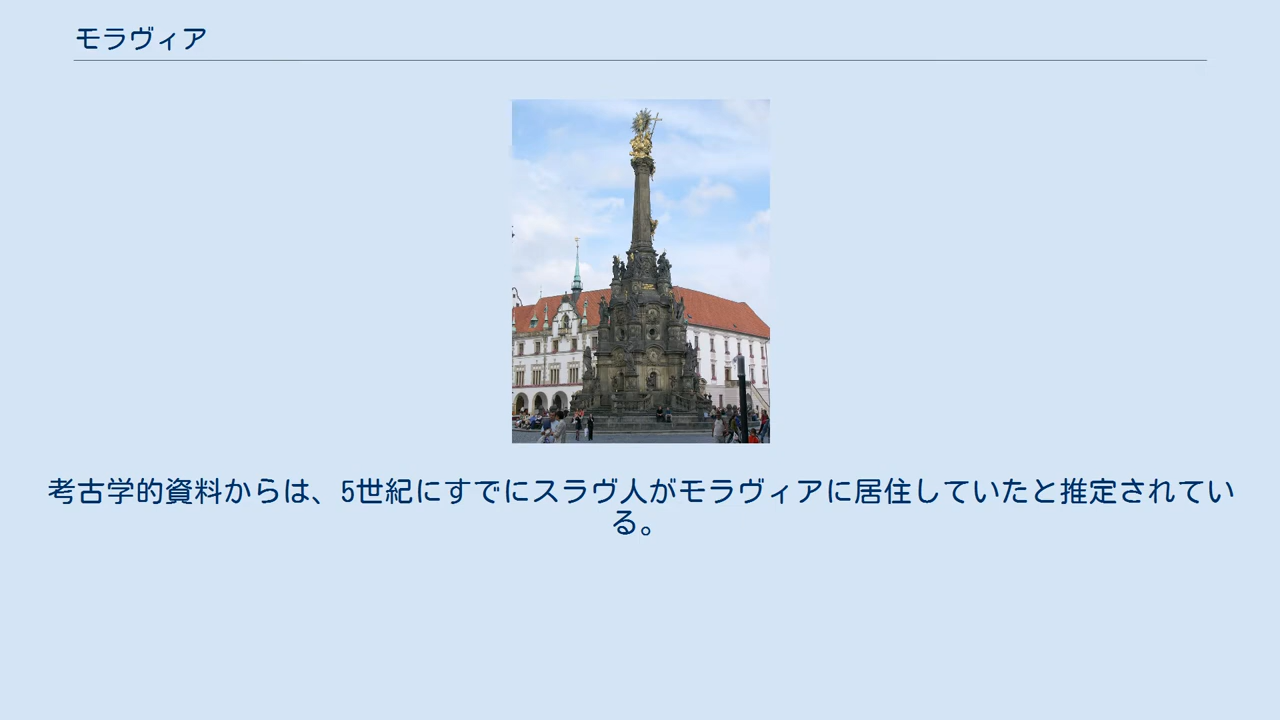 モラヴィア
考古学的資料からは、5世紀にすでにスラヴ人がモラヴィアに居住していたと推定されてい
る。